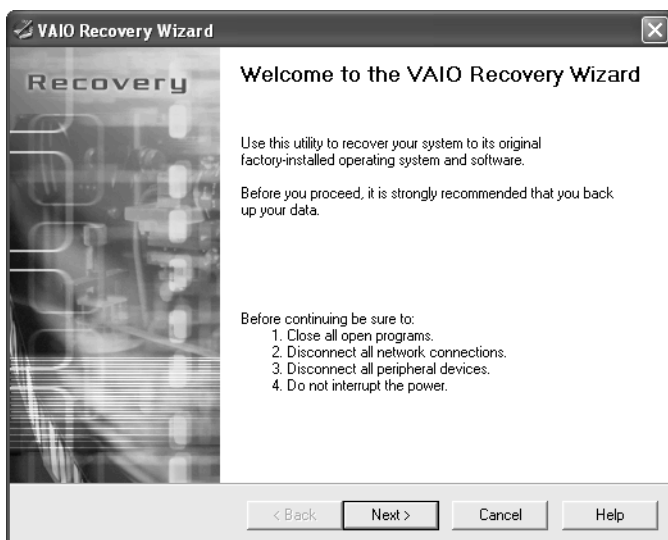 VAIO Recovery Wizard
Recovery
Welcome to the VAIO Recovery Wizard
Use this utility to recover your system to its original
factory-installed operating system and software.
Before you proceed, it is strongly recommended that you back
up your data.
Before continuing be sure to:
1. Close all open programs.
2. Disconnect all network connections.
3. Disconnect all peripheral devices.
4. Do not interrupt the power.
< Back
Next >
Cancel
Help